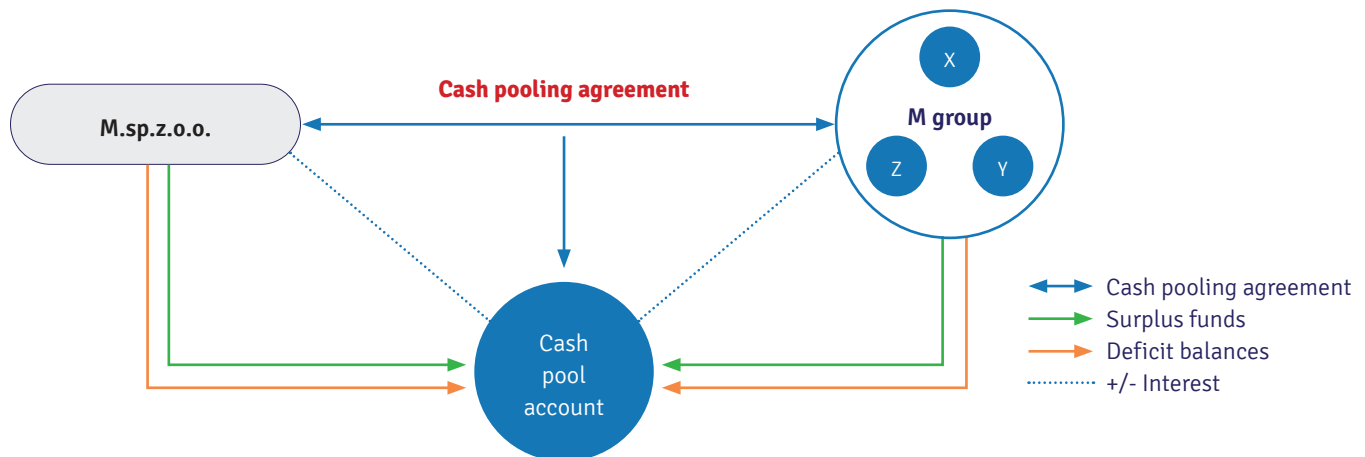 Cash pooling agreement
M.sp.z.o.o.
X
M group
Z
Y
Cash
pool
account
Cash pooling agreement
Surplus funds
Deficit balances
+/- Interest